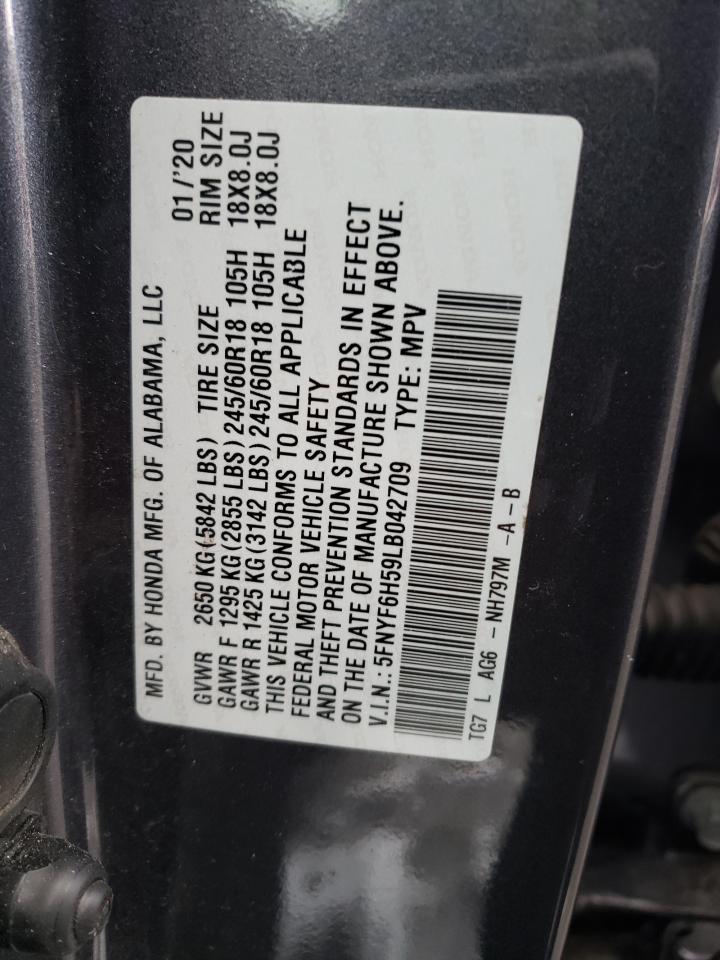 MFD. BY HONDA MFG. OF ALABAMA, LLC 01/'20
GVWR 2650 KG (5842 LBS) TIRE SIZE RIM SIZE
GAWR F 1295 KG (2855 LBS) 245/60R18 105H 18X8.0J
GAWR R 1425 KG (3142 LBS) 245/60R18 105H 18X8.0J
THIS VEHICLE CONFORMS TO ALL APPLICABLE
FEDERAL MOTOR VEHICLE SAFETY
AND THEFT PREVENTION STANDARDS IN EFFECT
ON THE DATE OF MANUFACTURE SHOWN ABOVE.
V.I.N.: 5FNYF6H59LB042709 TYPE: MPV
TG7 L AG6 - NH797M -A - B